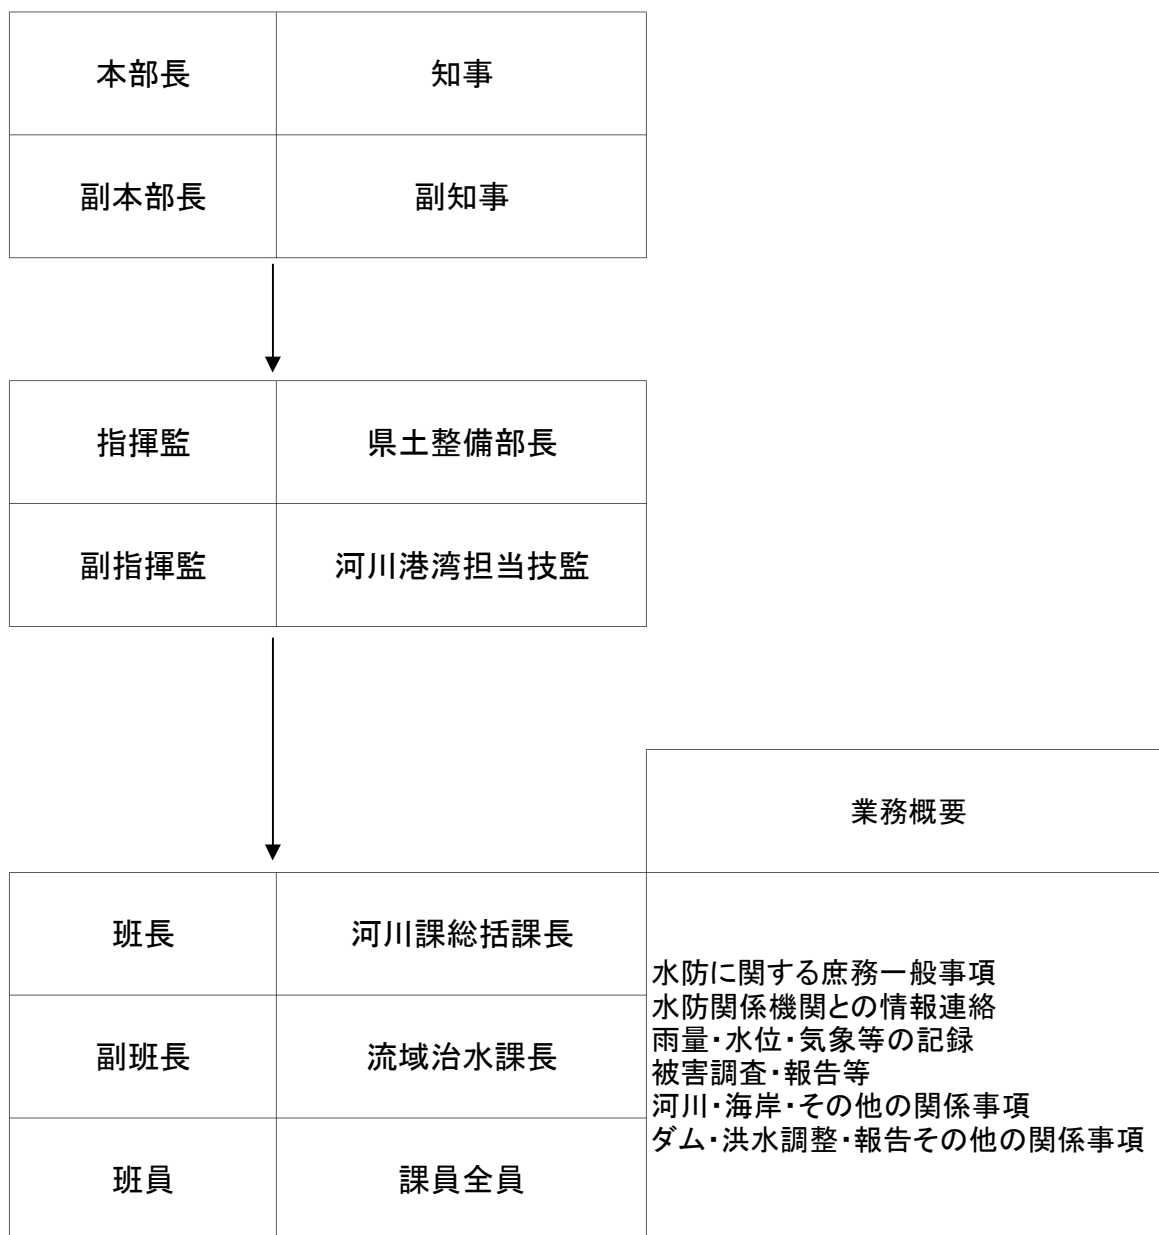 本部長 知事
副本部長 副知事
指揮監 県土整備部長
副指揮監 河川港湾担当技監
業務概要
班長 河川課総括課長
副班長 流域治水課長
班員 課員全員
水防に関する庶務一般事項
水防関係機関との情報連絡
雨量・水位・気象等の記録
被害調査・報告等
河川・海岸・その他の関係事項
ダム・洪水調整・報告その他の関係事項